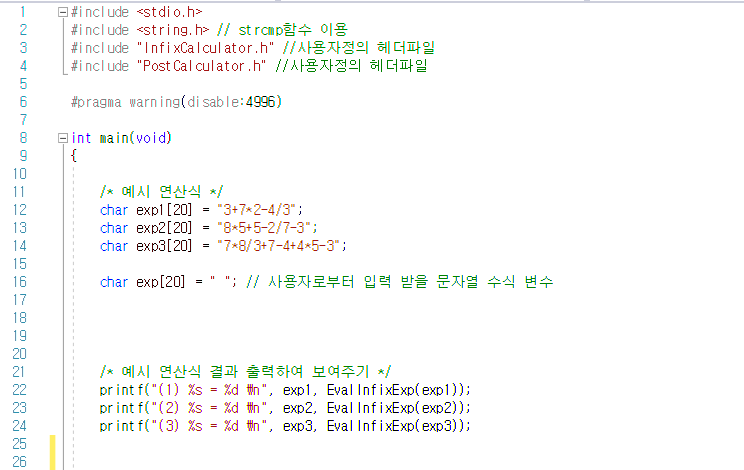 1 #include <stdio.h>
2 #include <string.h> // strcmp함수 이용
3 #include "InfixCalculator.h" //사용자정의 헤더파일
4 #include "PostCalculator.h" //사용자정의 헤더파일
5
6 #pragma warning(disable:4996)
7
8 int main(void)
9 {
10
11 /* 예시 연산식 */
12 char exp1[20] = "3+7*2-4/3";
13 char exp2[20] = "8*5+5-2/7-3";
14 char exp3[20] = "7*8/3+7-4+4*5-3";
15
16 char exp[20] = " "; // 사용자로부터 입력 받을 문자열 수식 변수
17
18
19
20
21 /* 예시 연산식 결과 출력하여 보여주기 */
22 printf("(1) %s = %d ₩n", exp1, EvalInfixExp(exp1));
23 printf("(2) %s = %d ₩n", exp2, EvalInfixExp(exp2));
24 printf("(3) %s = %d ₩n", exp3, EvalInfixExp(exp3));
25
26